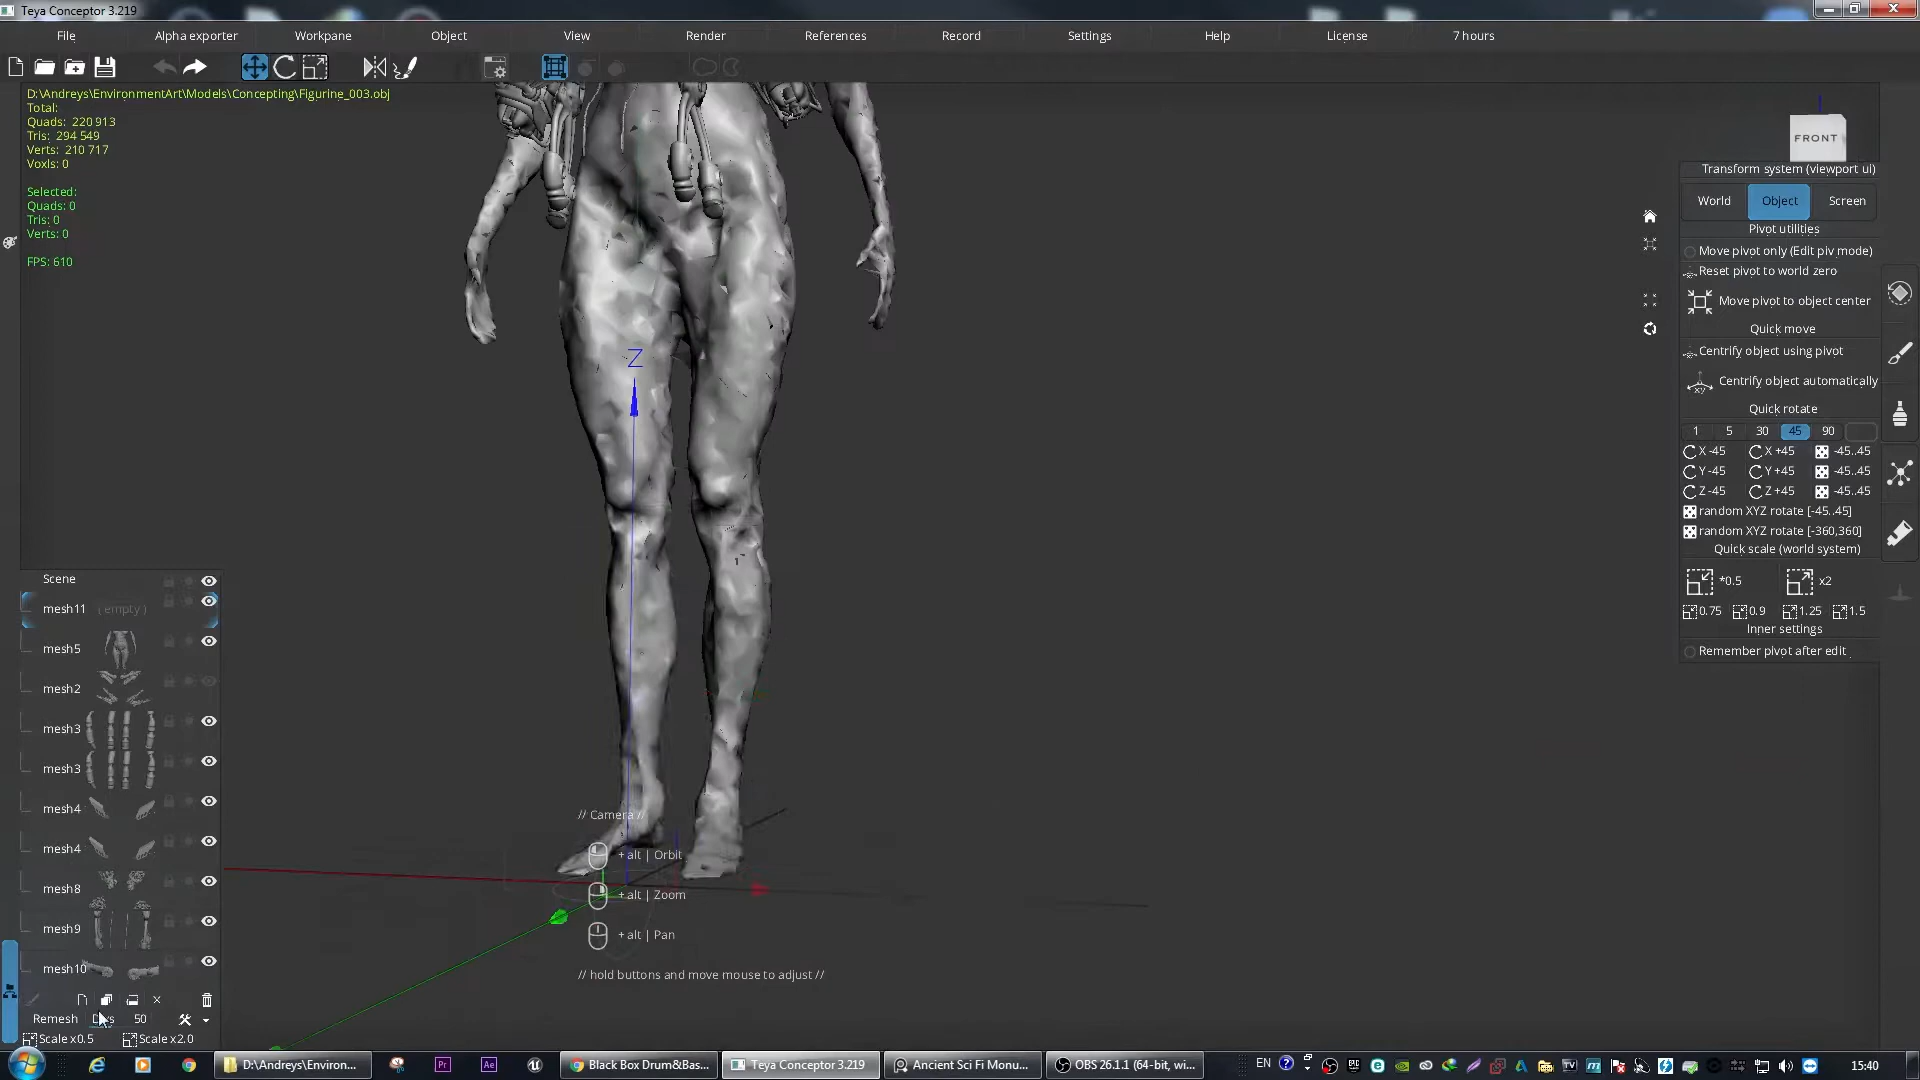 Teya Conceptor 3.219
File Alpha exporter Workpane Object View Render References Record Settings Help License 7 hours
D:\Andreys\EnvironmentArt\Models\Concepting\Figurine_003.obj
Total:
Quads: 220 913
Tris: 294 549
Verts: 210 717
Voxls: 0
Selected:
Quads: 0
Tris: 0
Verts: 0
FPS: 610
FRONT
Transform system (viewport ui)
World Object Screen
Pivot utilities
Move pivot only (Edit piv mode)
Reset pivot to world zero
Move pivot to object center
Quick move
Centrify object using pivot
Centrify object automatically
Quick rotate
1 5 30 45 90
X -45 X +45 -45..45
Y -45 Y +45 -45..45
Z -45 Z +45 -45..45
random XYZ rotate [-45..45]
random XYZ rotate [-360,360]
Quick scale (world system)
*0.5 x2
0.75 0.9 1.25 1.5
Inner settings
Remember pivot after edit
Z
Scene
mesh11 (empty)
mesh5
mesh2
mesh3
mesh3
mesh4
mesh4
mesh8
mesh9
mesh10
Remesh 50
Scale x0.5 Scale x2.0
// Camera //
+ alt | Orbit
+ alt | Zoom
+ alt | Pan
// hold buttons and move mouse to adjust //
D:\Andreys\Environ... Pr Ae Black Box Drum&Bas... Teya Conceptor 3.219 Ancient Sci Fi Monu... OBS 26.1.1 (64-bit, wi... EN 15:40